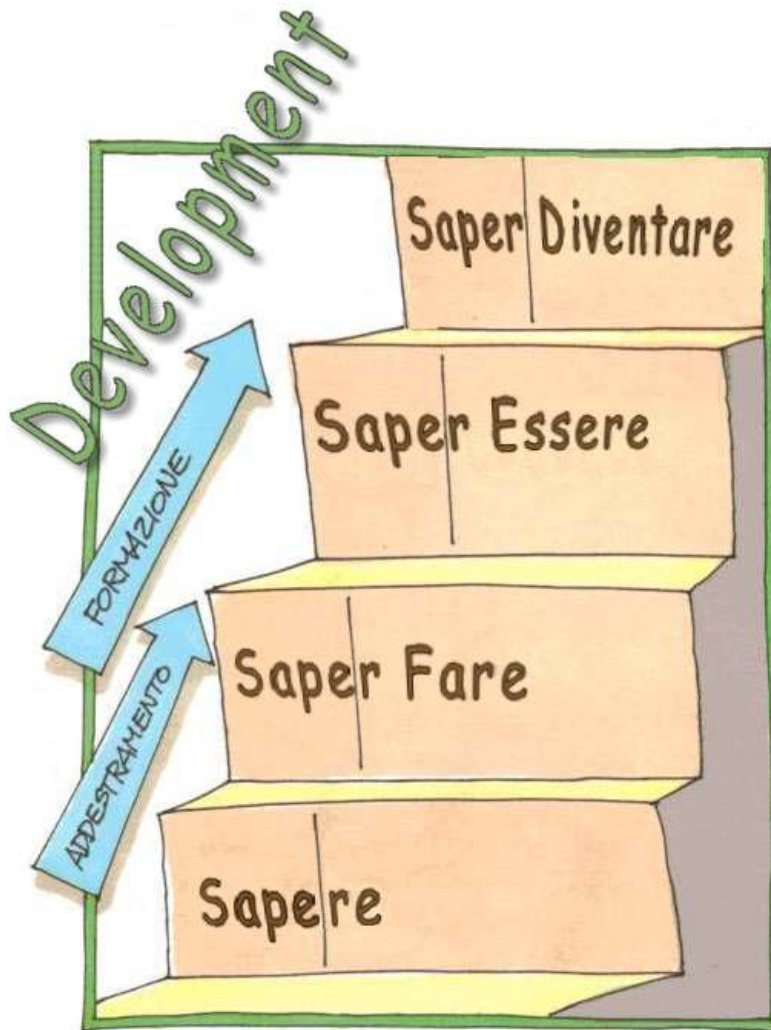 Development
Saper Diventare
Saper Essere
FORMAZIONE
Saper Fare
ADDESTRAMENTO
Sapere